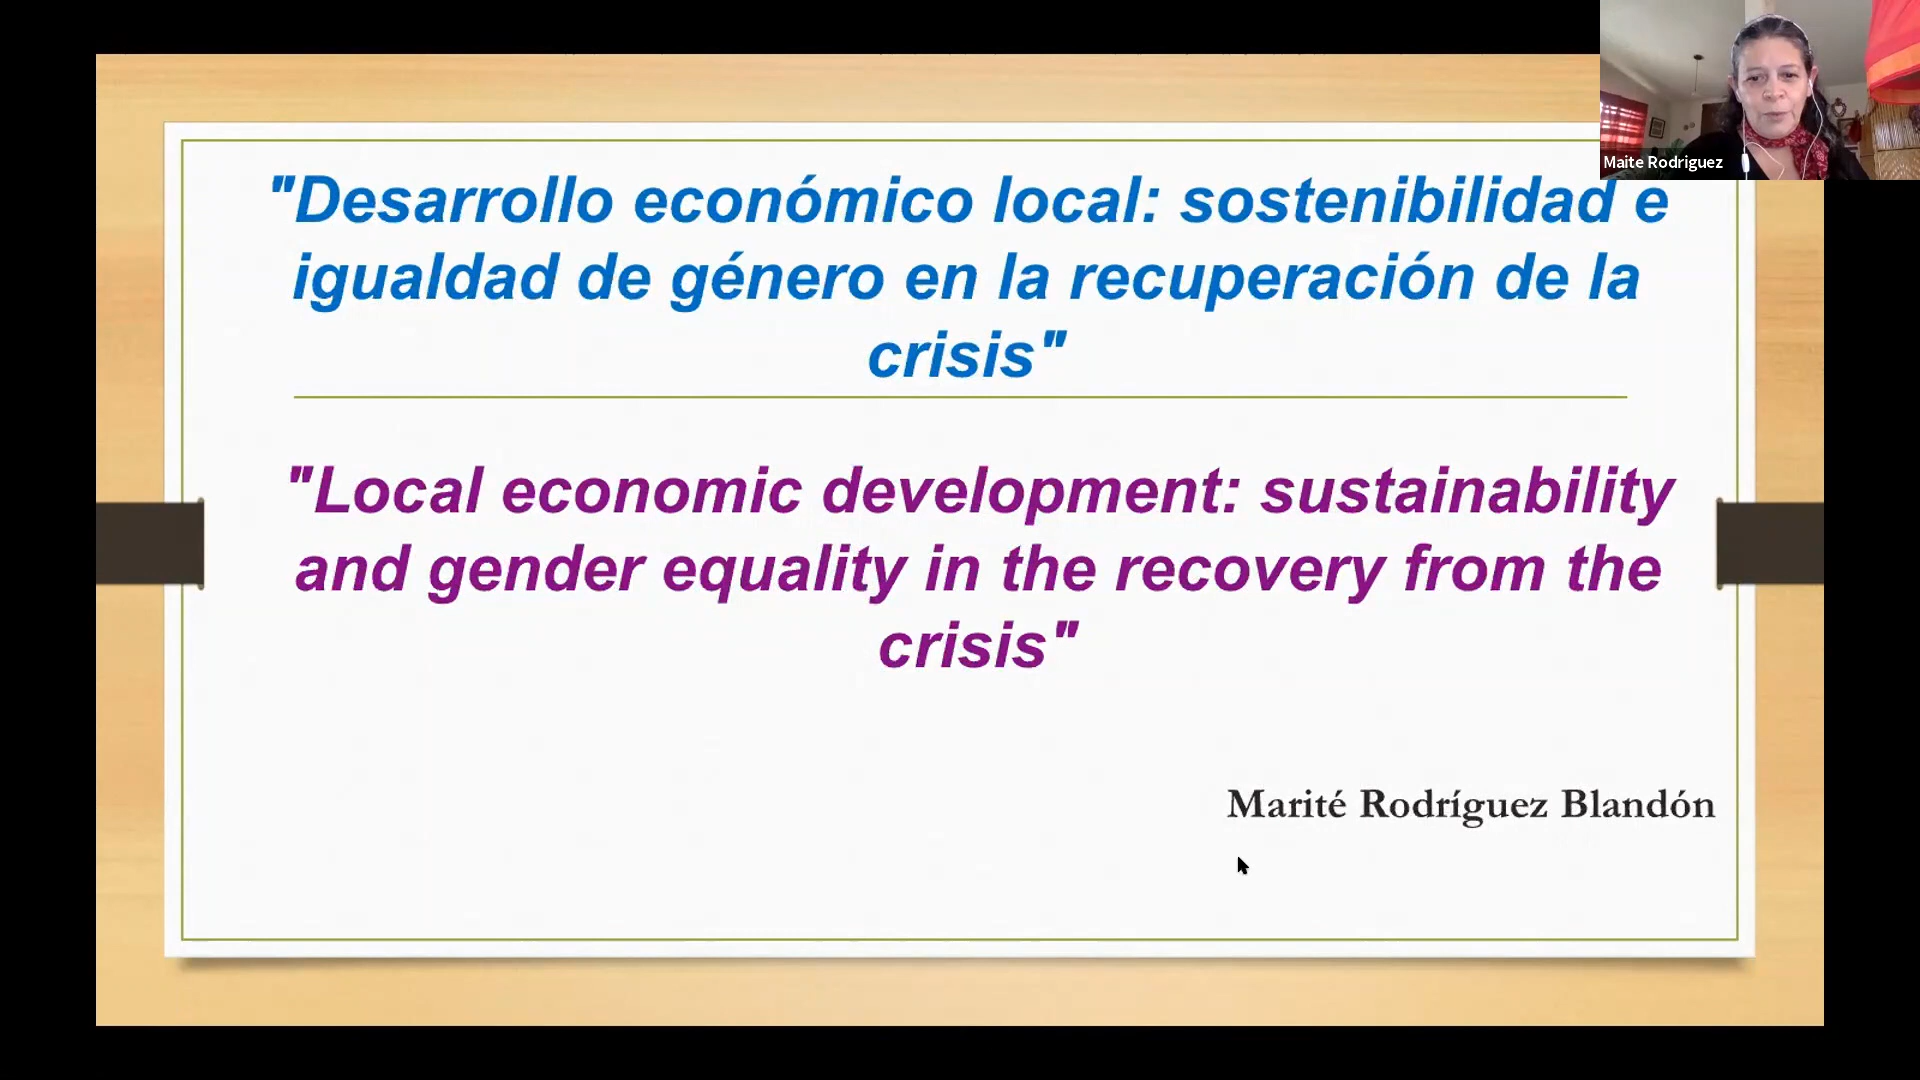 Maite Rodriguez
"Desarrollo económico local: sostenibilidad e
igualdad de género en la recuperación de la
crisis"
"Local economic development: sustainability
and gender equality in the recovery from the
crisis"
Marité Rodríguez Blandón